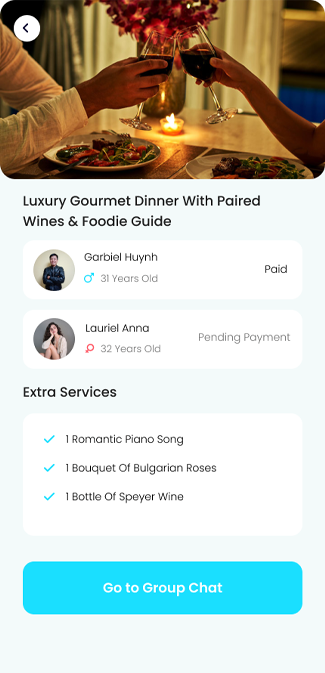 Luxury Gourmet Dinner With Paired
Wines & Foodie Guide
Garbiel Huynh
31 Years Old
Paid
Lauriel Anna
32 Years Old
Pending Payment
Extra Services
1 Romantic Piano Song
1 Bouquet Of Bulgarian Roses
1 Bottle Of Speyer Wine
Go to Group Chat